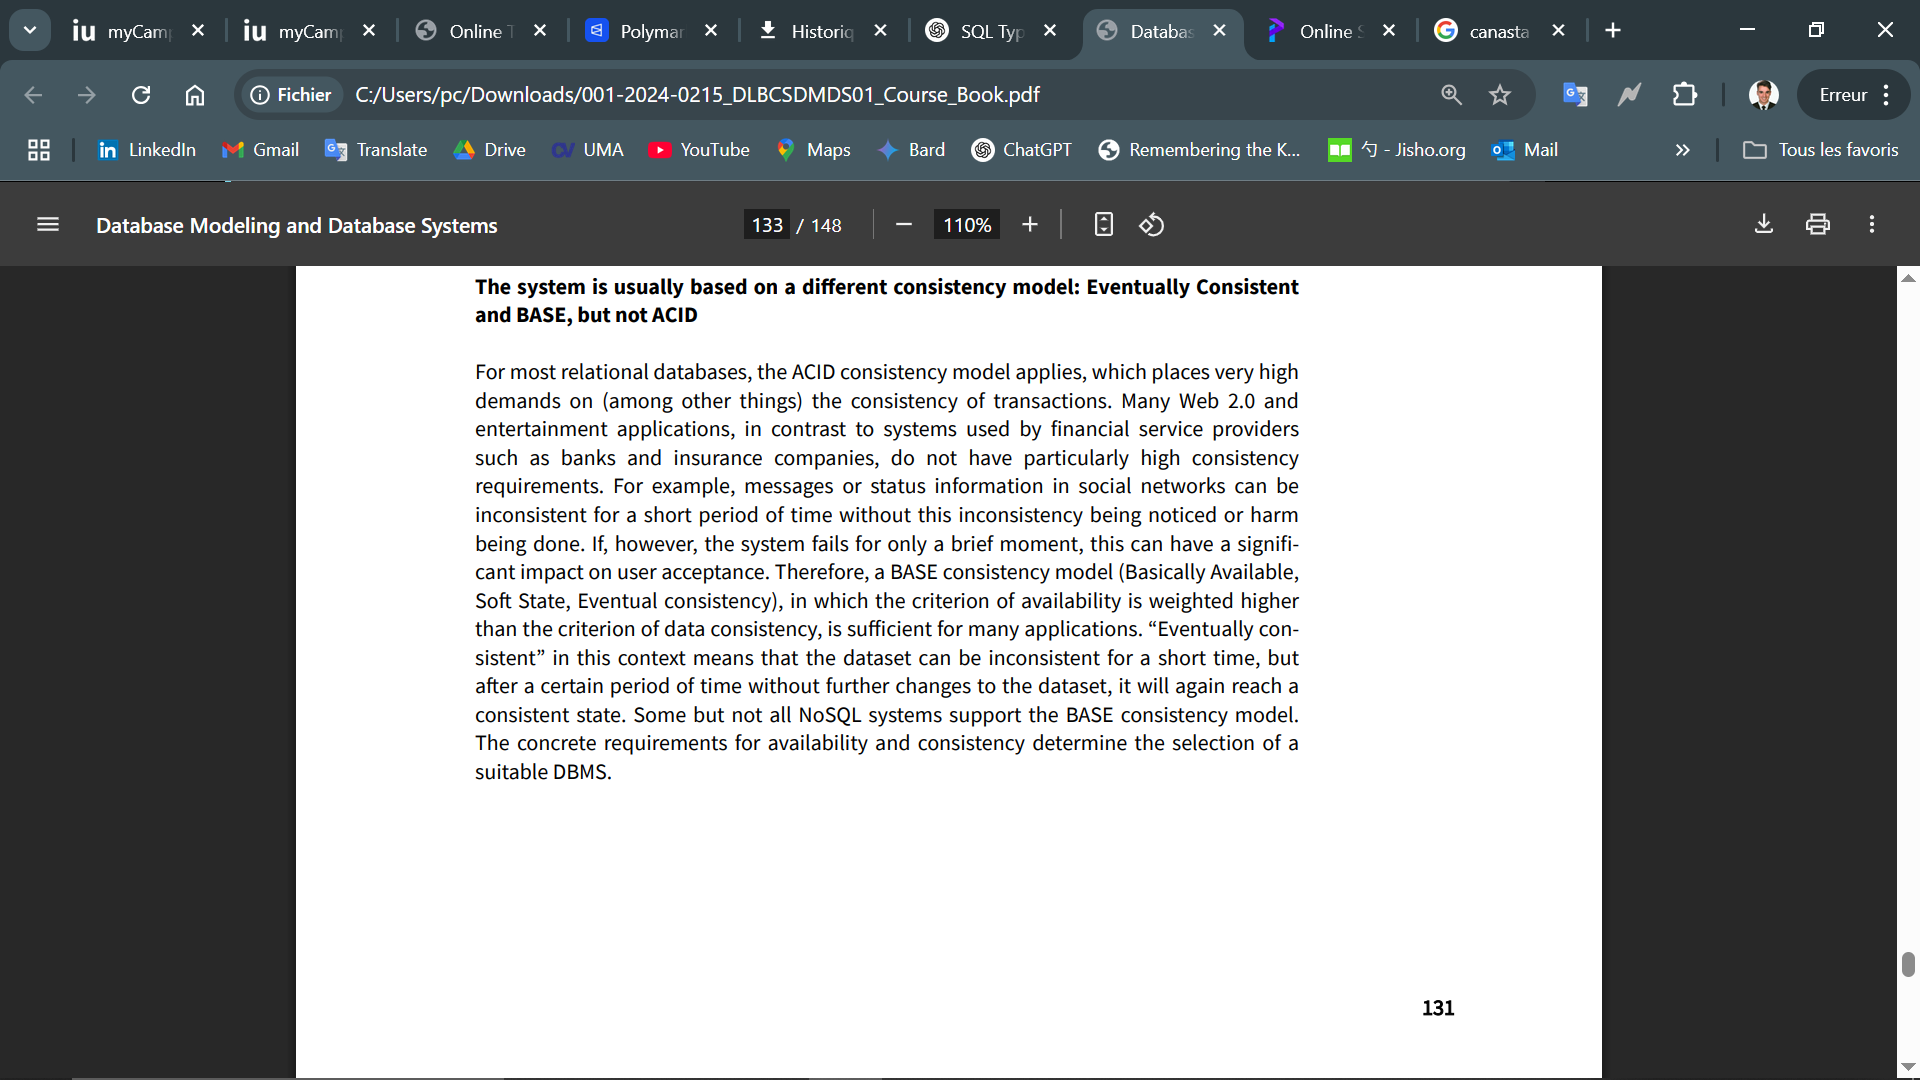 myCam
myCam
Online T
Polymar
Historiq
SQL Typ
Databas
Online S
canasta
Fichier
C:/Users/pc/Downloads/001-2024-0215_DLBCSDMDS01_Course_Book.pdf
Erreur
LinkedIn
Gmail
Translate
Drive
UMA
YouTube
Maps
Bard
ChatGPT
Remembering the K...
勺 - Jisho.org
Mail
Tous les favoris
Database Modeling and Database Systems
133 / 148
110%
The system is usually based on a different consistency model: Eventually Consistent
and BASE, but not ACID
For most relational databases, the ACID consistency model applies, which places very high
demands on (among other things) the consistency of transactions. Many Web 2.0 and
entertainment applications, in contrast to systems used by financial service providers
such as banks and insurance companies, do not have particularly high consistency
requirements. For example, messages or status information in social networks can be
inconsistent for a short period of time without this inconsistency being noticed or harm
being done. If, however, the system fails for only a brief moment, this can have a signifi-
cant impact on user acceptance. Therefore, a BASE consistency model (Basically Available,
Soft State, Eventual consistency), in which the criterion of availability is weighted higher
than the criterion of data consistency, is sufficient for many applications. “Eventually con-
sistent” in this context means that the dataset can be inconsistent for a short time, but
after a certain period of time without further changes to the dataset, it will again reach a
consistent state. Some but not all NoSQL systems support the BASE consistency model.
The concrete requirements for availability and consistency determine the selection of a
suitable DBMS.
131